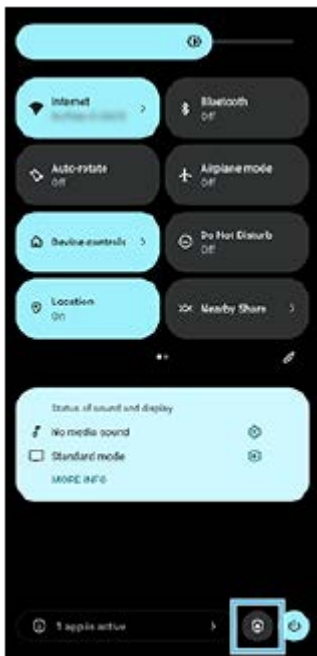 Internet
Bluetooth
Off
Auto-rotate
Off
Airplane mode
Off
Device controls
Do Not Disturb
Off
Location
On
Nearby Share
Status of sound and display
No media sound
Standard mode
MORE INFO
1 app is active